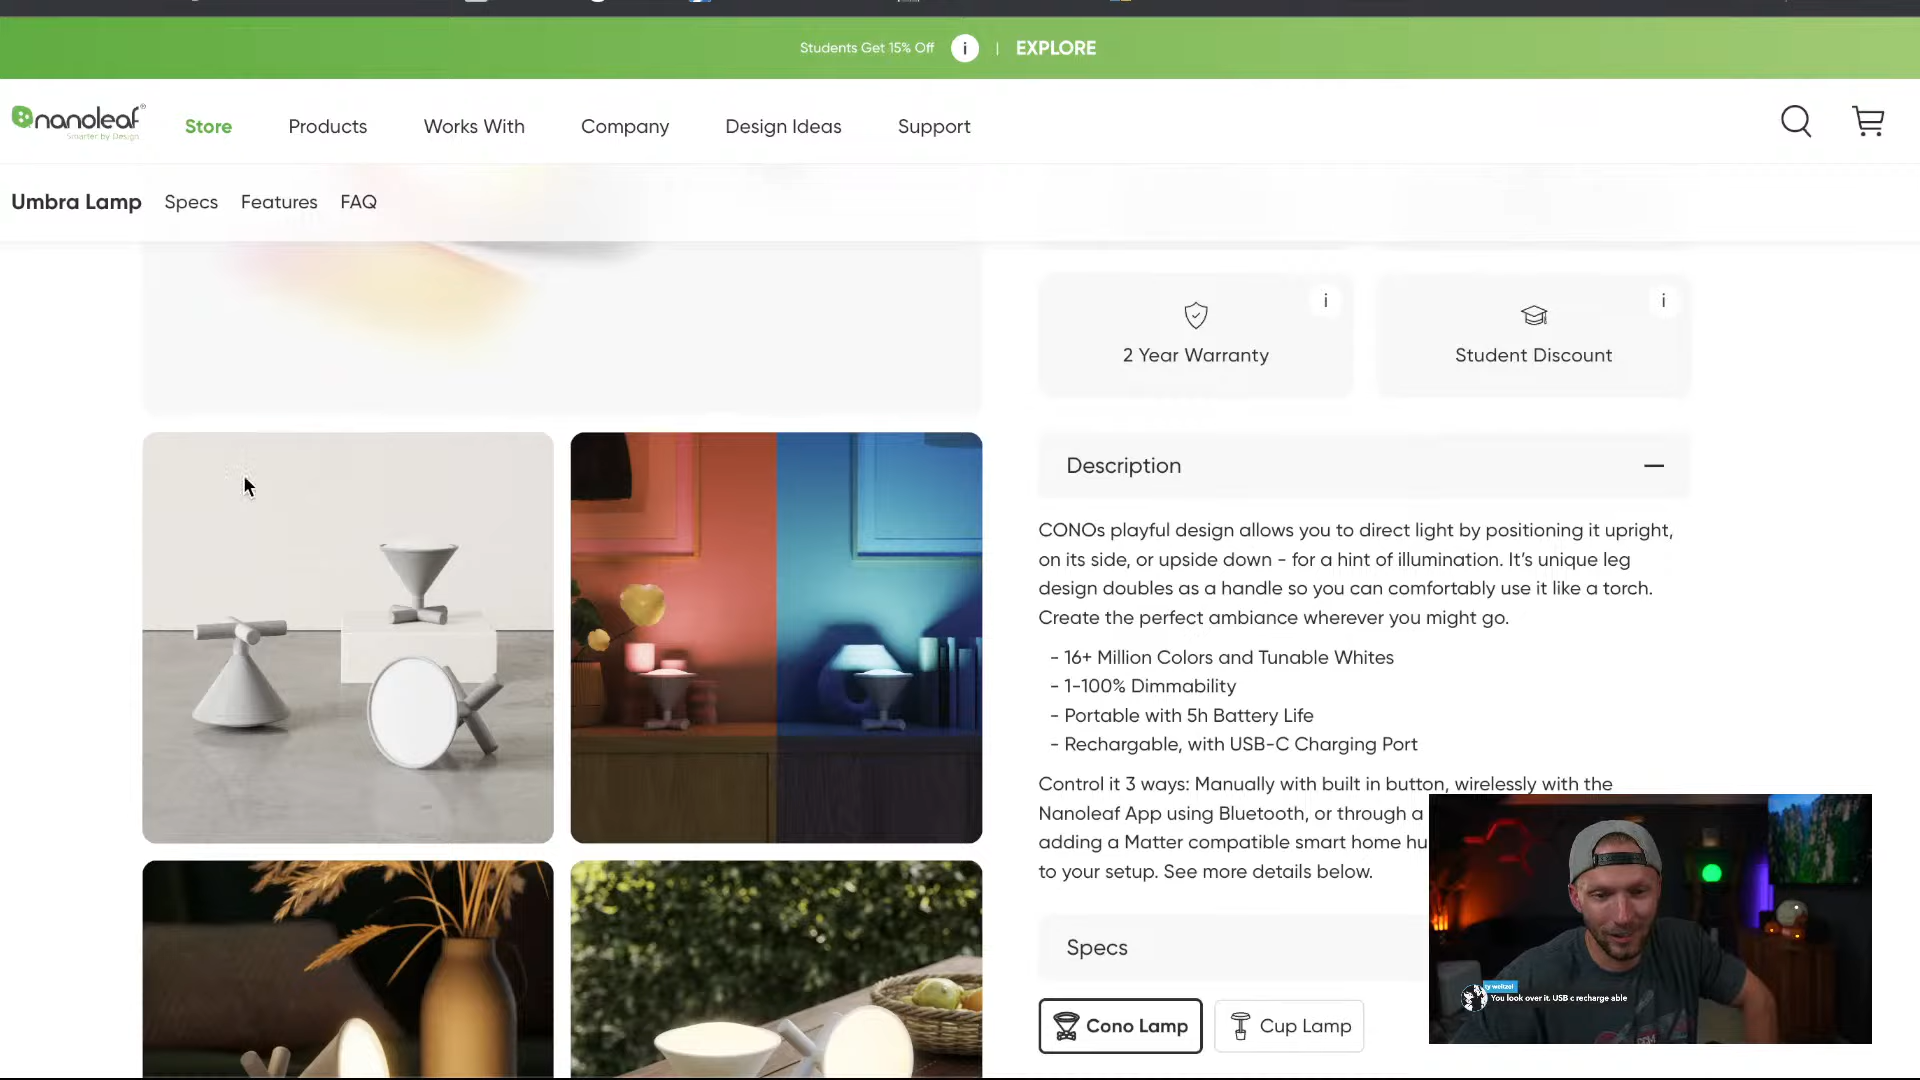 Students Get 15% Off i | EXPLORE
nanoleaf®
Smarter by Design
Store Products Works With Company Design Ideas Support
Umbra Lamp Specs Features FAQ
i
2 Year Warranty
i
Student Discount
Description
CONOs playful design allows you to direct light by positioning it upright,
on its side, or upside down - for a hint of illumination. It’s unique leg
design doubles as a handle so you can comfortably use it like a torch.
Create the perfect ambiance wherever you might go.
- 16+ Million Colors and Tunable Whites
- 1-100% Dimmability
- Portable with 5h Battery Life
- Rechargable, with USB-C Charging Port
Control it 3 ways: Manually with built in button, wirelessly with the
Nanoleaf App using Bluetooth, or through a
adding a Matter compatible smart home hu
to your setup. See more details below.
Specs
Cono Lamp
Cup Lamp
ty weitzel
You look over it. USB c recharge able